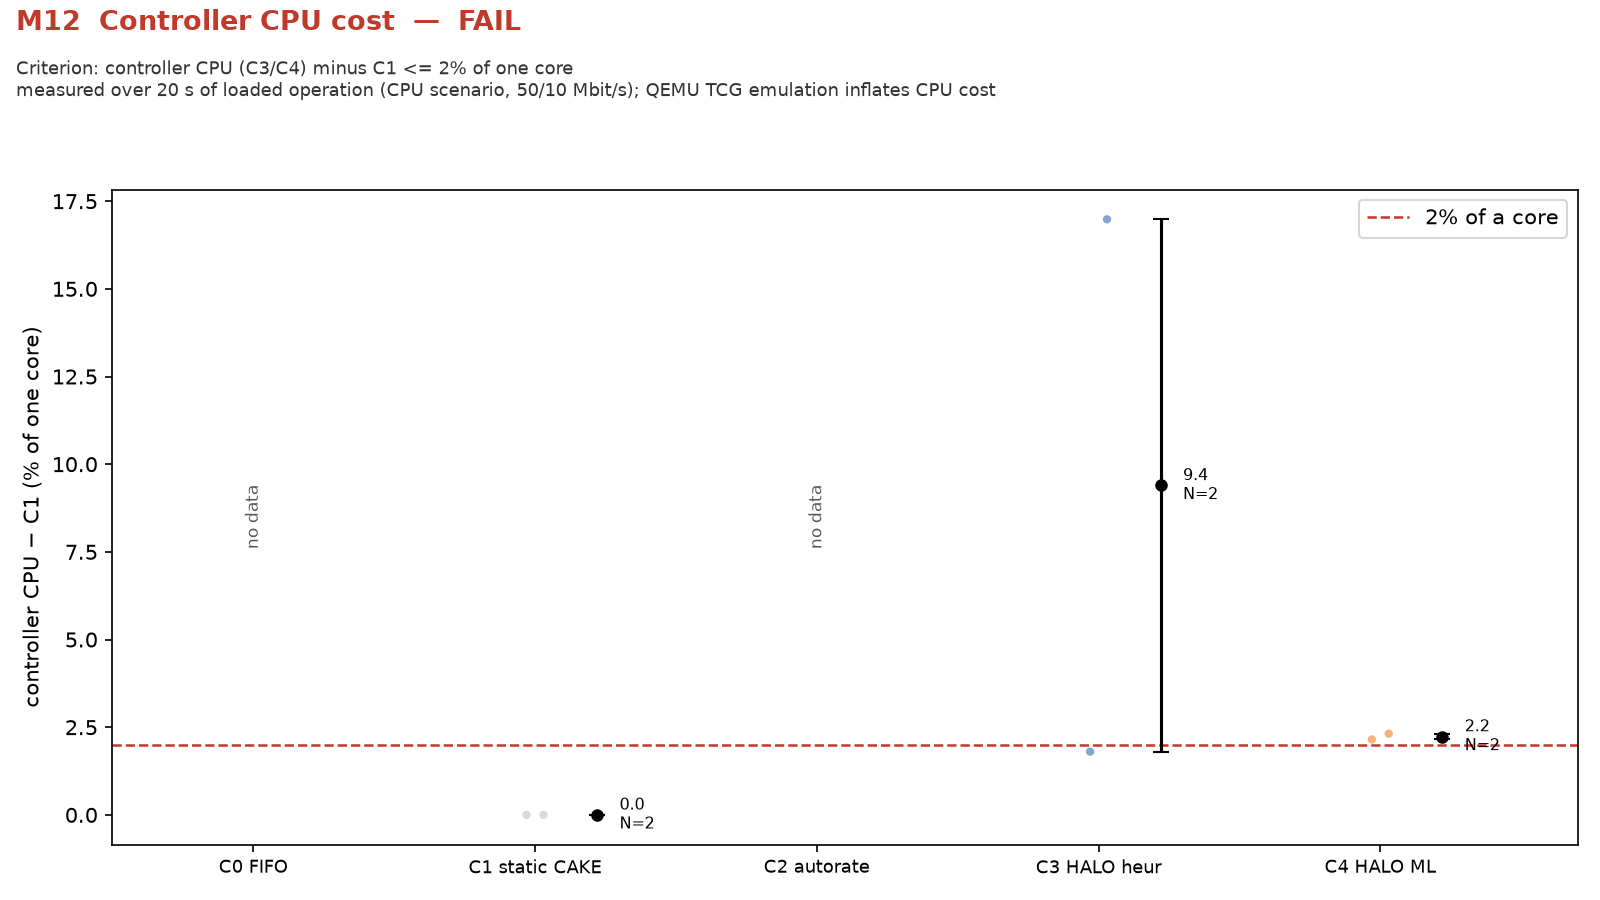 M12  Controller CPU cost  —  FAIL
Criterion: controller CPU (C3/C4) minus C1 <= 2% of one core
measured over 20 s of loaded operation (CPU scenario, 50/10 Mbit/s); QEMU TCG emulation inflates CPU cost
controller CPU − C1 (% of one core)
17.5
15.0
12.5
10.0
7.5
5.0
2.5
0.0
2% of a core
no data
0.0
N=2
no data
9.4
N=2
2.2
N=2
C0 FIFO
C1 static CAKE
C2 autorate
C3 HALO heur
C4 HALO ML